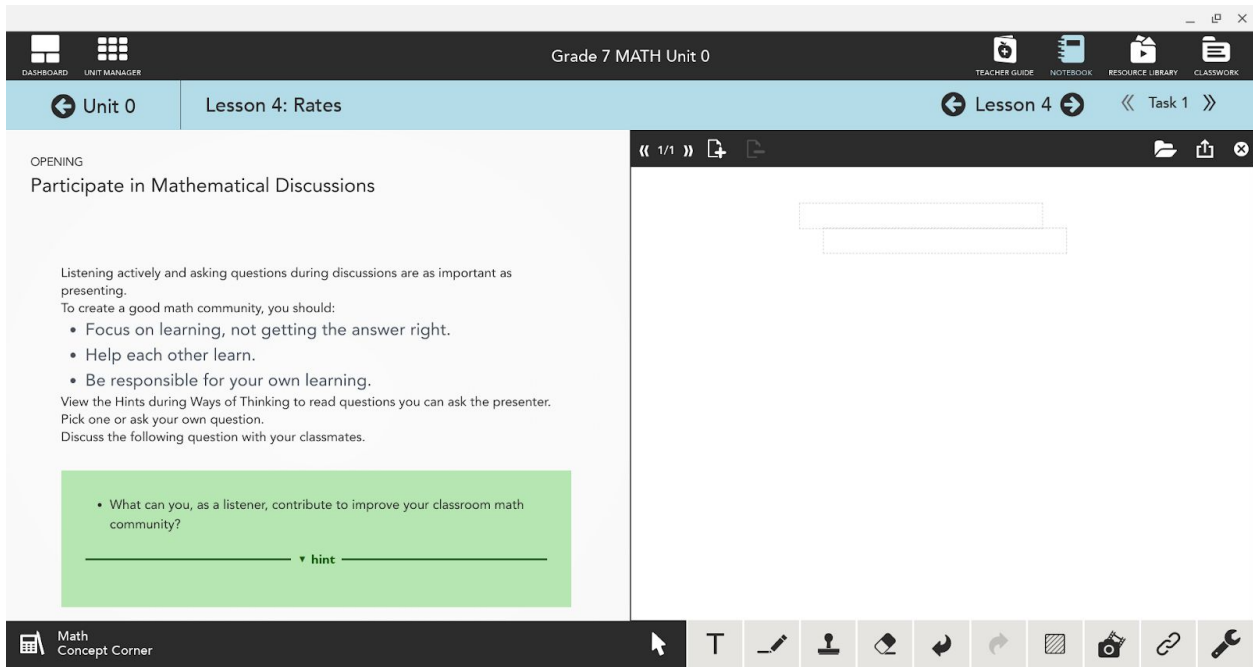 Grade 7 MATH Unit 0
DASHBOARD
UNIT MANAGER
TEACHER GUIDE
NOTEBOOK
RESOURCE LIBRARY
CLASSWORK
Unit 0
Lesson 4: Rates
Lesson 4
Task 1
OPENING
Participate in Mathematical Discussions
Listening actively and asking questions during discussions are as important as
presenting.
To create a good math community, you should:
• Focus on learning, not getting the answer right.
• Help each other learn.
• Be responsible for your own learning.
View the Hints during Ways of Thinking to read questions you can ask the presenter.
Pick one or ask your own question.
Discuss the following question with your classmates.
• What can you, as a listener, contribute to improve your classroom math
community?
▼ hint
1/1
Math
Concept Corner
T